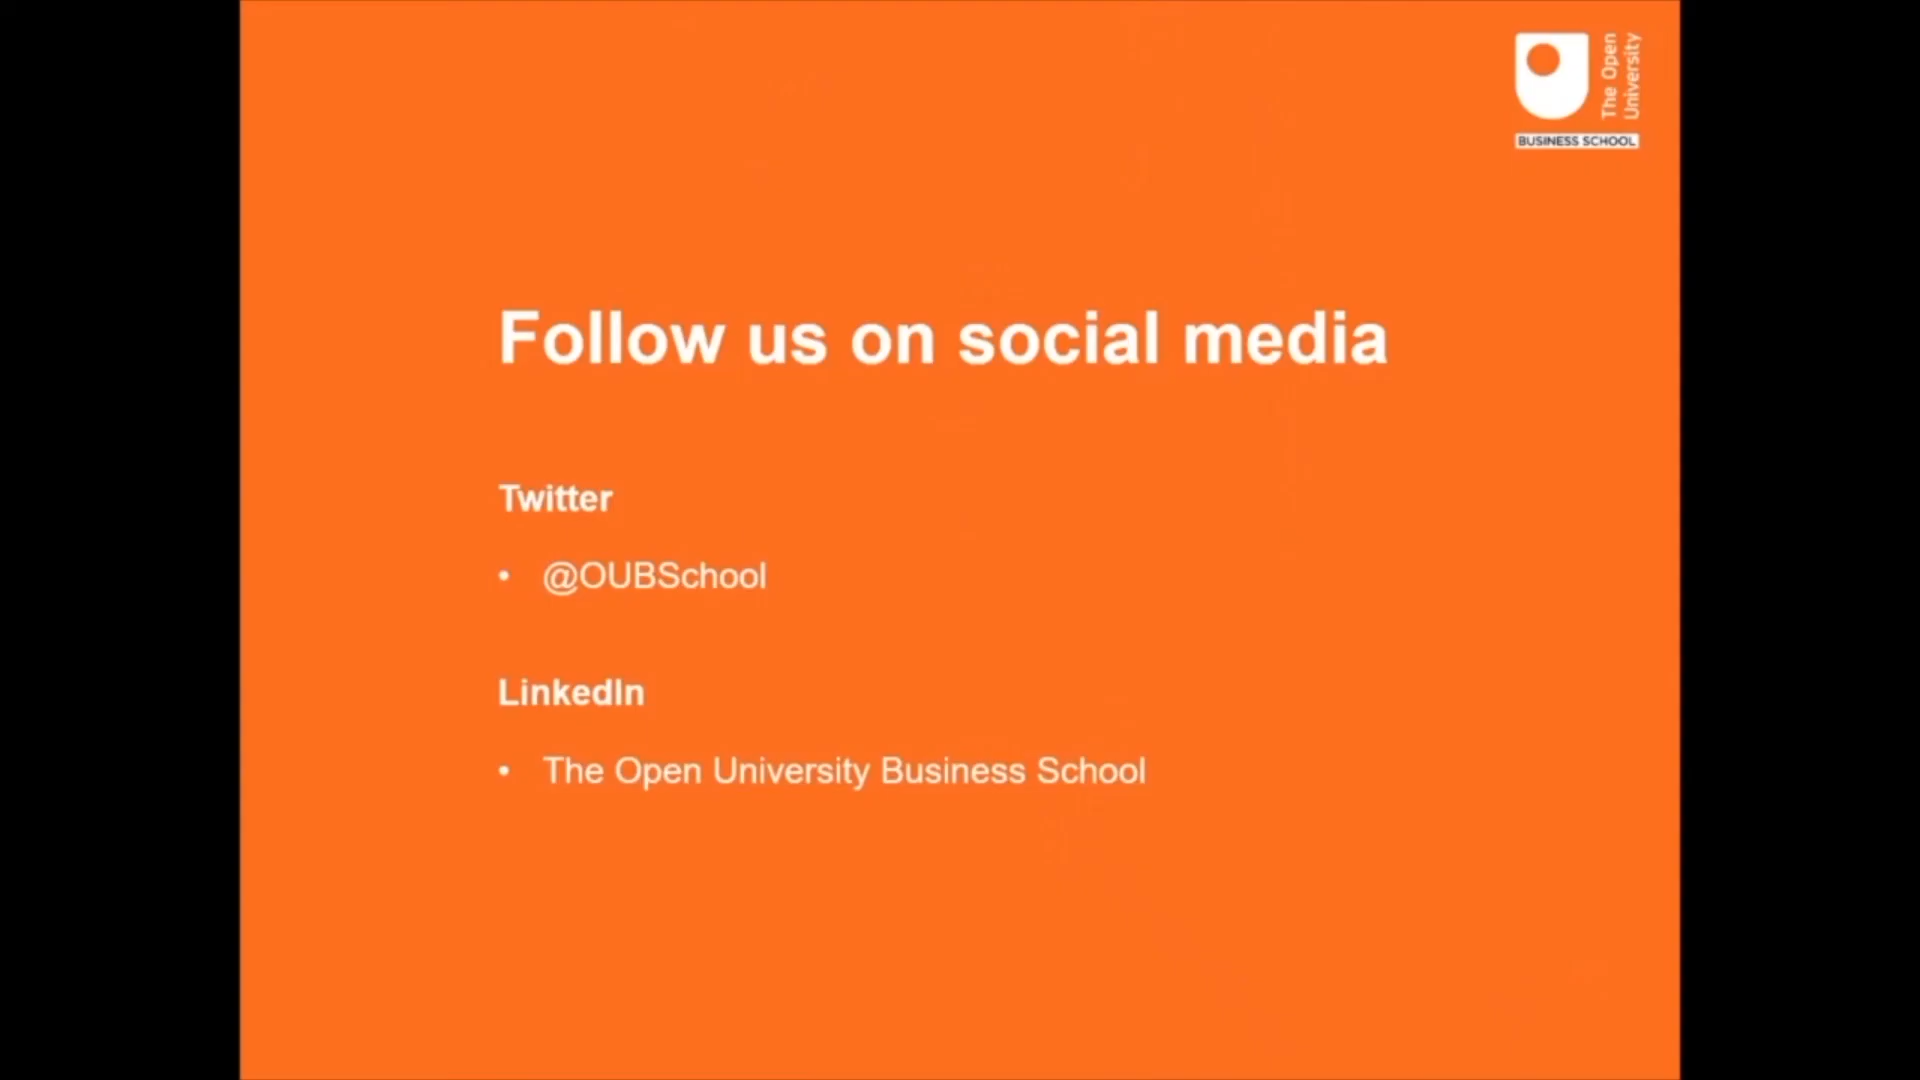 The Open
University
BUSINESS SCHOOL
Follow us on social media
Twitter
• @OUBSchool
LinkedIn
• The Open University Business School